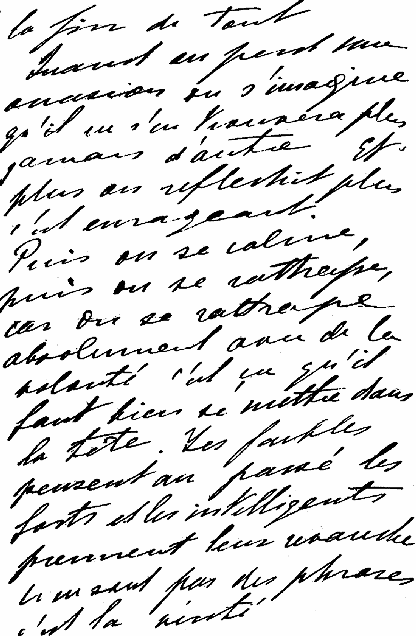 la fin de tout
Quand on perd une
occasion on s'imagine
qu'il ne s'en trouvera plus
jamais d'autre Et
plus on réfléchit plus
c'est enrageant.
Puis on se calme,
puis on se rattrape,
car on se rattrape
absolument avec de la
volonté c'est ce qu'il
faut bien se mettre dans
la tête. Les faibles
pensent au passé les
forts et les intelligents
prennent leur revanche
ce ne sont pas des phrases
c'est la vérité